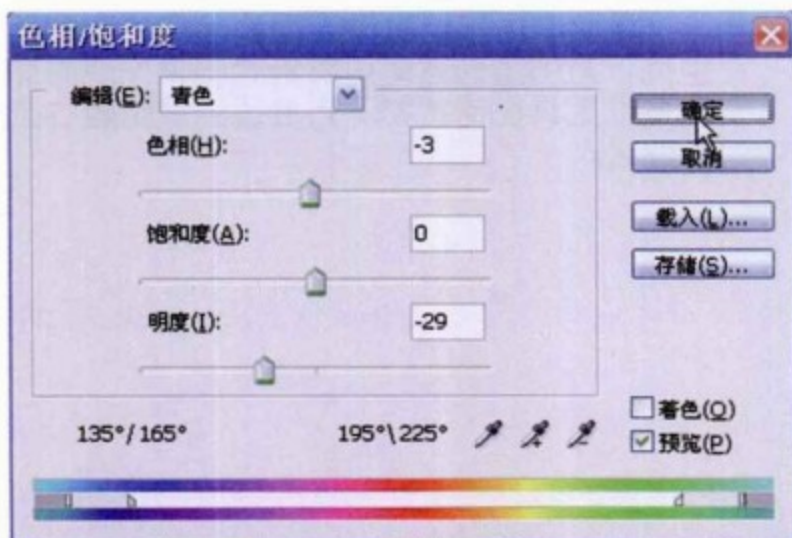 色相/饱和度
编辑(E): 青色
色相(H): -3
饱和度(A): 0
明度(I): -29
确定
取消
载入(L)...
存储(S)...
135°/165° 195°\225°
着色(O)
预览(P)